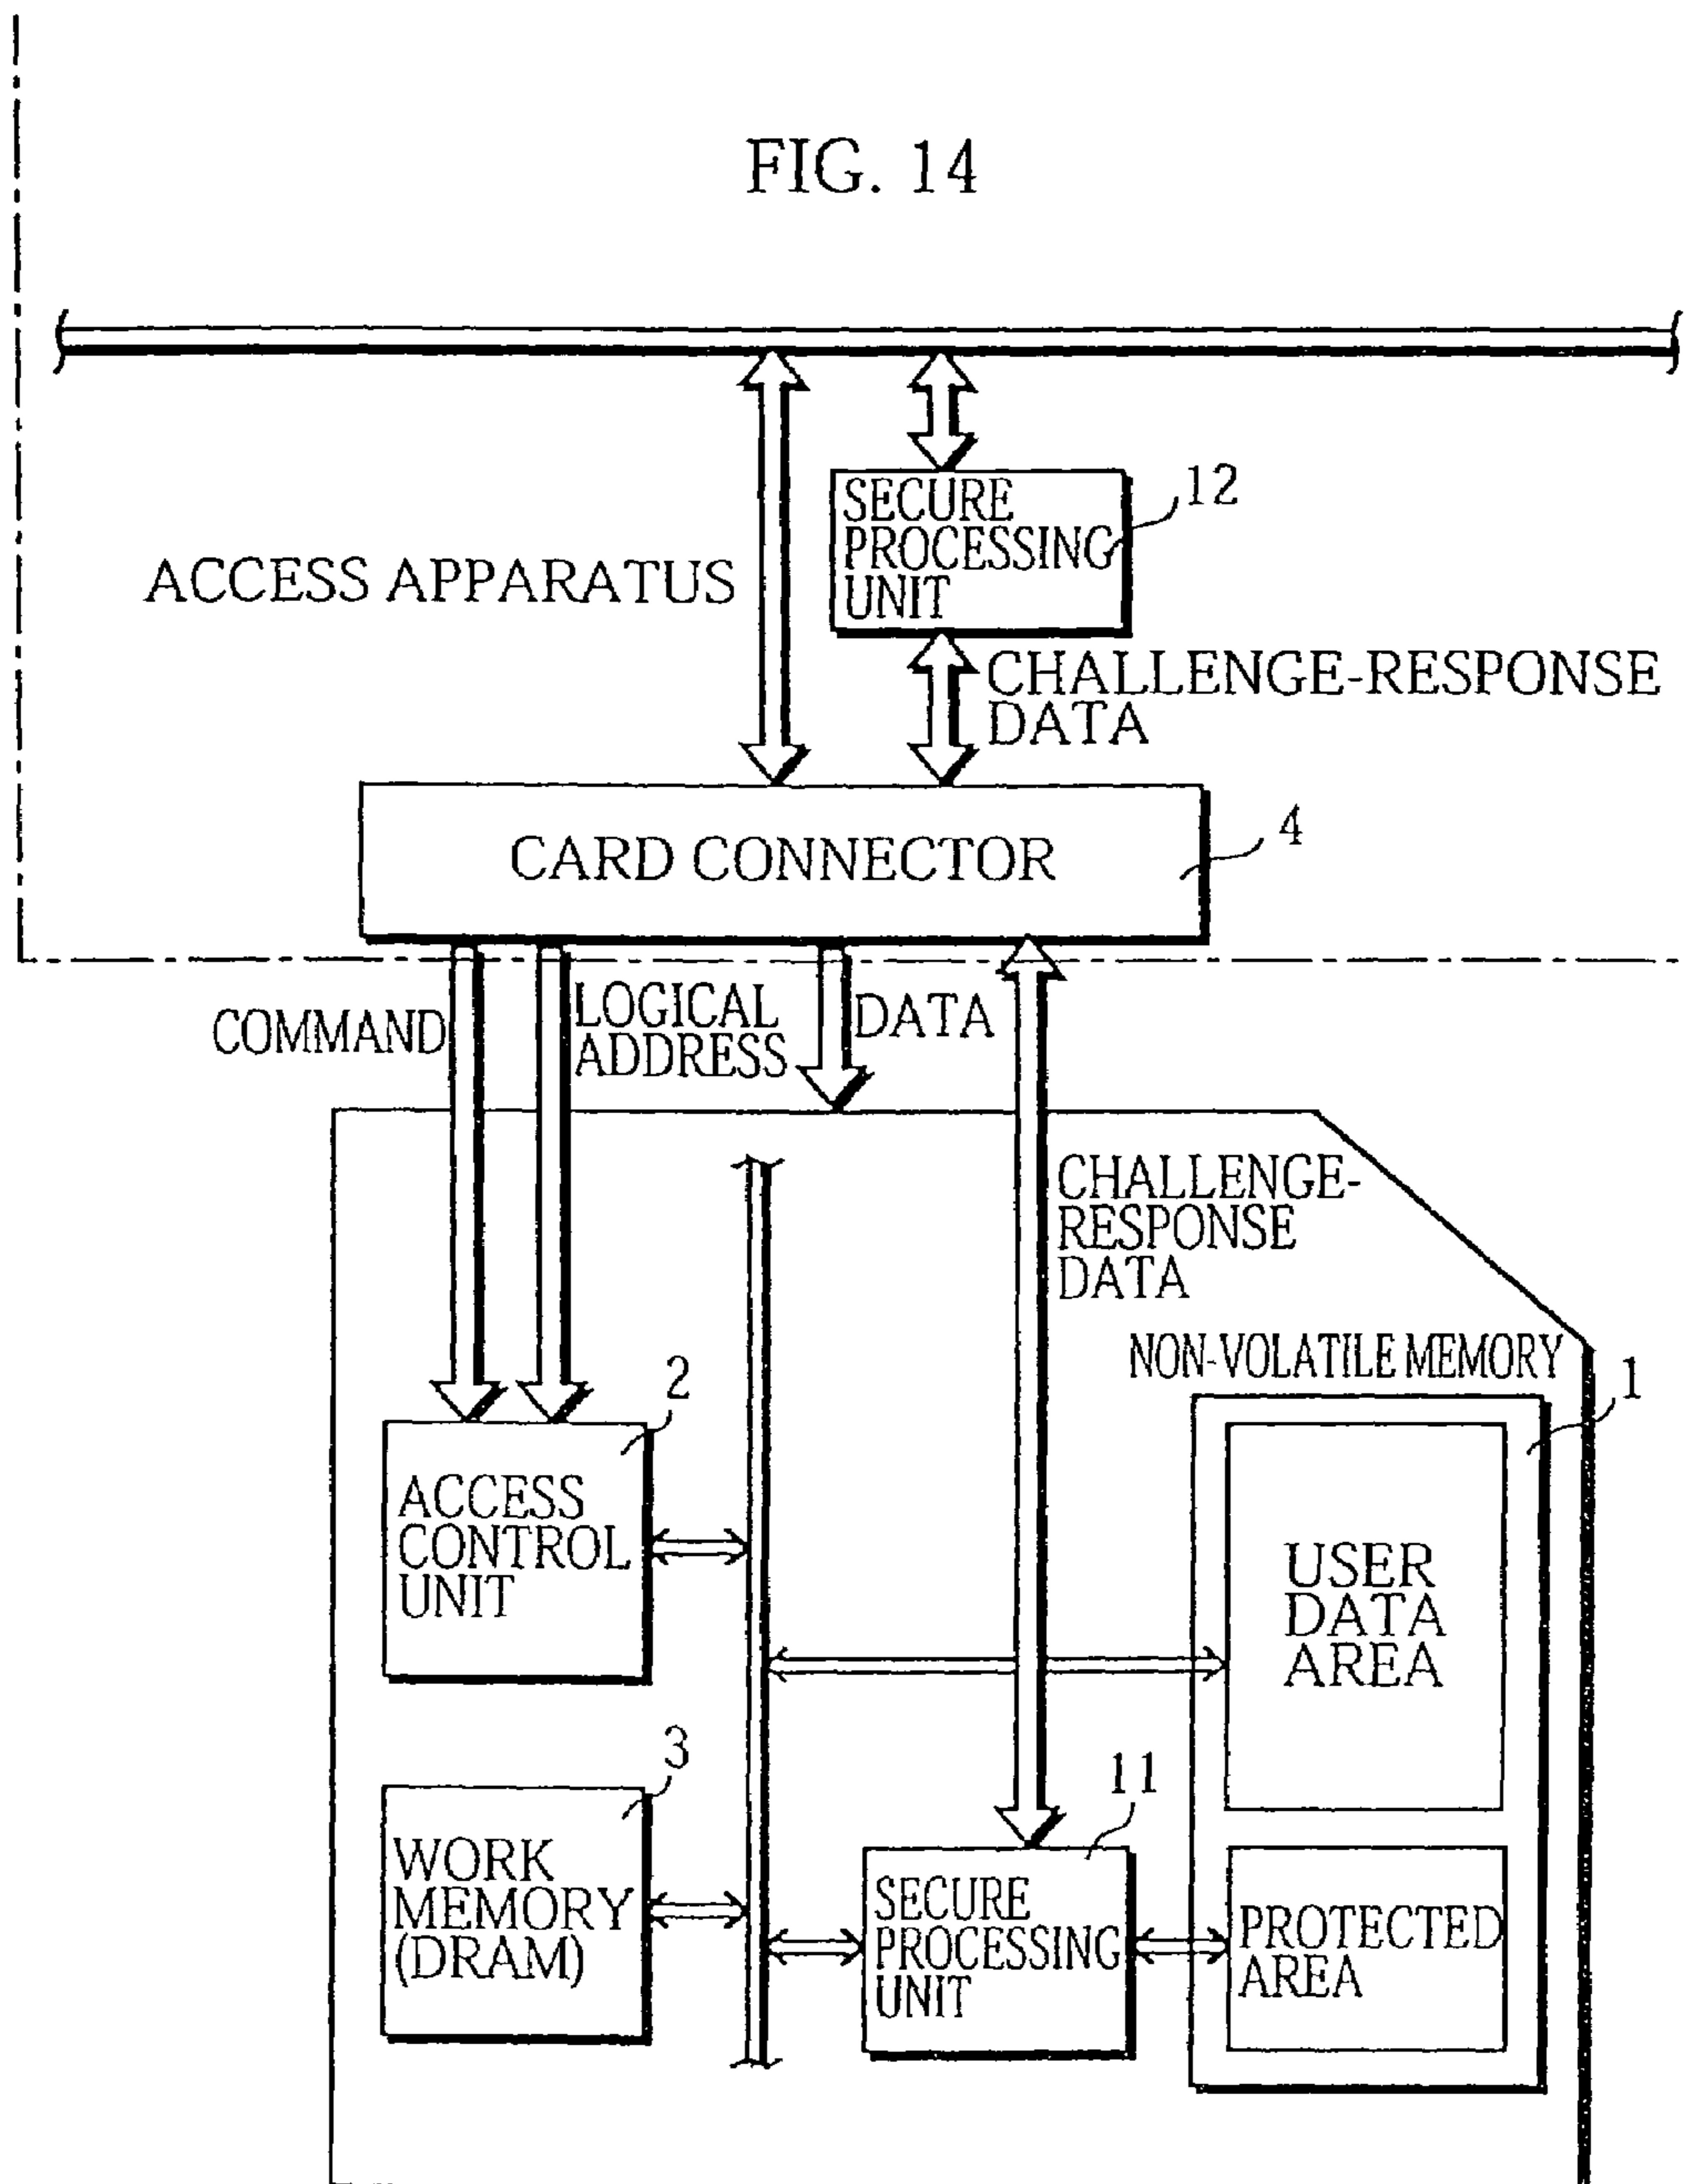 FIG. 14
SECURE
PROCESSING
UNIT
12
ACCESS APPARATUS
CHALLENGE-RESPONSE
DATA
CARD CONNECTOR
4
COMMAND
LOGICAL
ADDRESS
DATA
CHALLENGE-
RESPONSE
DATA
NON-VOLATILE MEMORY
1
2
ACCESS
CONTROL
UNIT
USER
DATA
AREA
3
WORK
MEMORY
(DRAM)
11
SECURE
PROCESSING
UNIT
PROTECTED
AREA